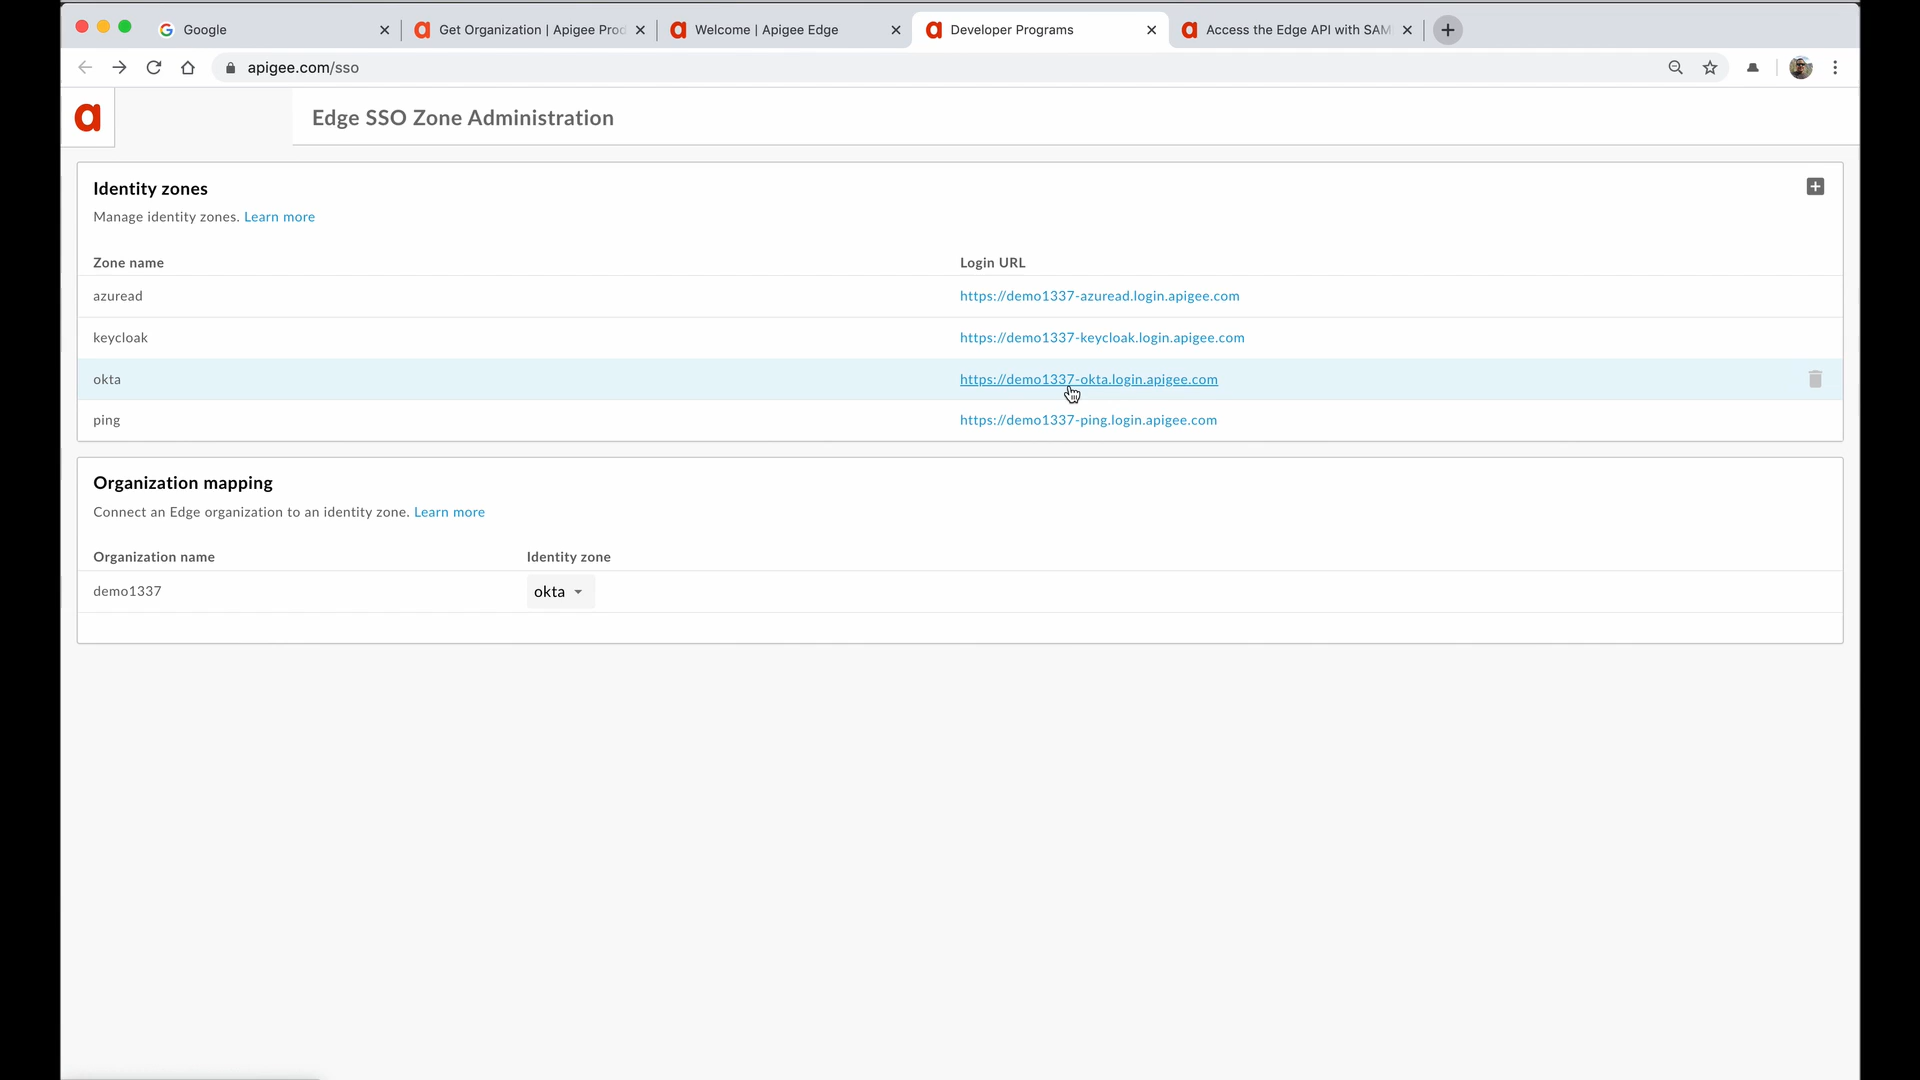 Google
Get Organization | Apigee Prod
Welcome | Apigee Edge
Developer Programs
Access the Edge API with SAM
apigee.com/sso
a
Edge SSO Zone Administration
Identity zones
Manage identity zones. Learn more
Zone name Login URL
azuread https://demo1337-azuread.login.apigee.com
keycloak https://demo1337-keycloak.login.apigee.com
okta https://demo1337-okta.login.apigee.com
ping https://demo1337-ping.login.apigee.com
Organization mapping
Connect an Edge organization to an identity zone. Learn more
Organization name Identity zone
demo1337 okta